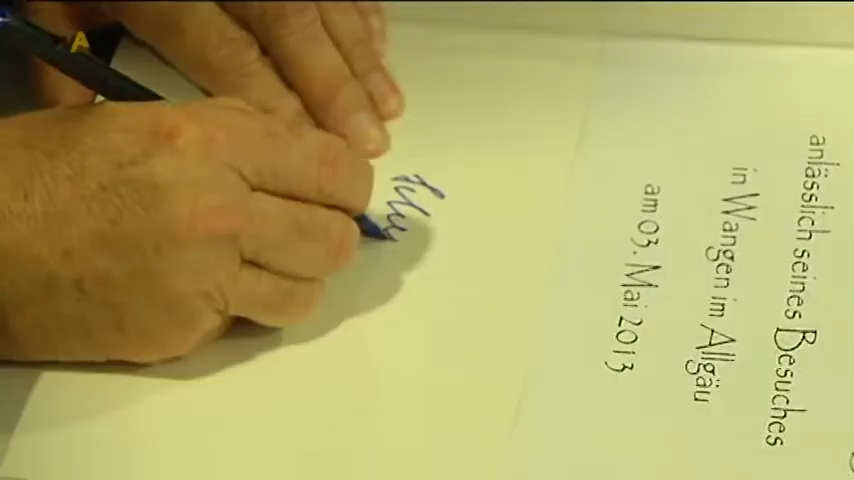 anlässlich seines Besuches
in Wangen im Allgäu
am 03. Mai 2013